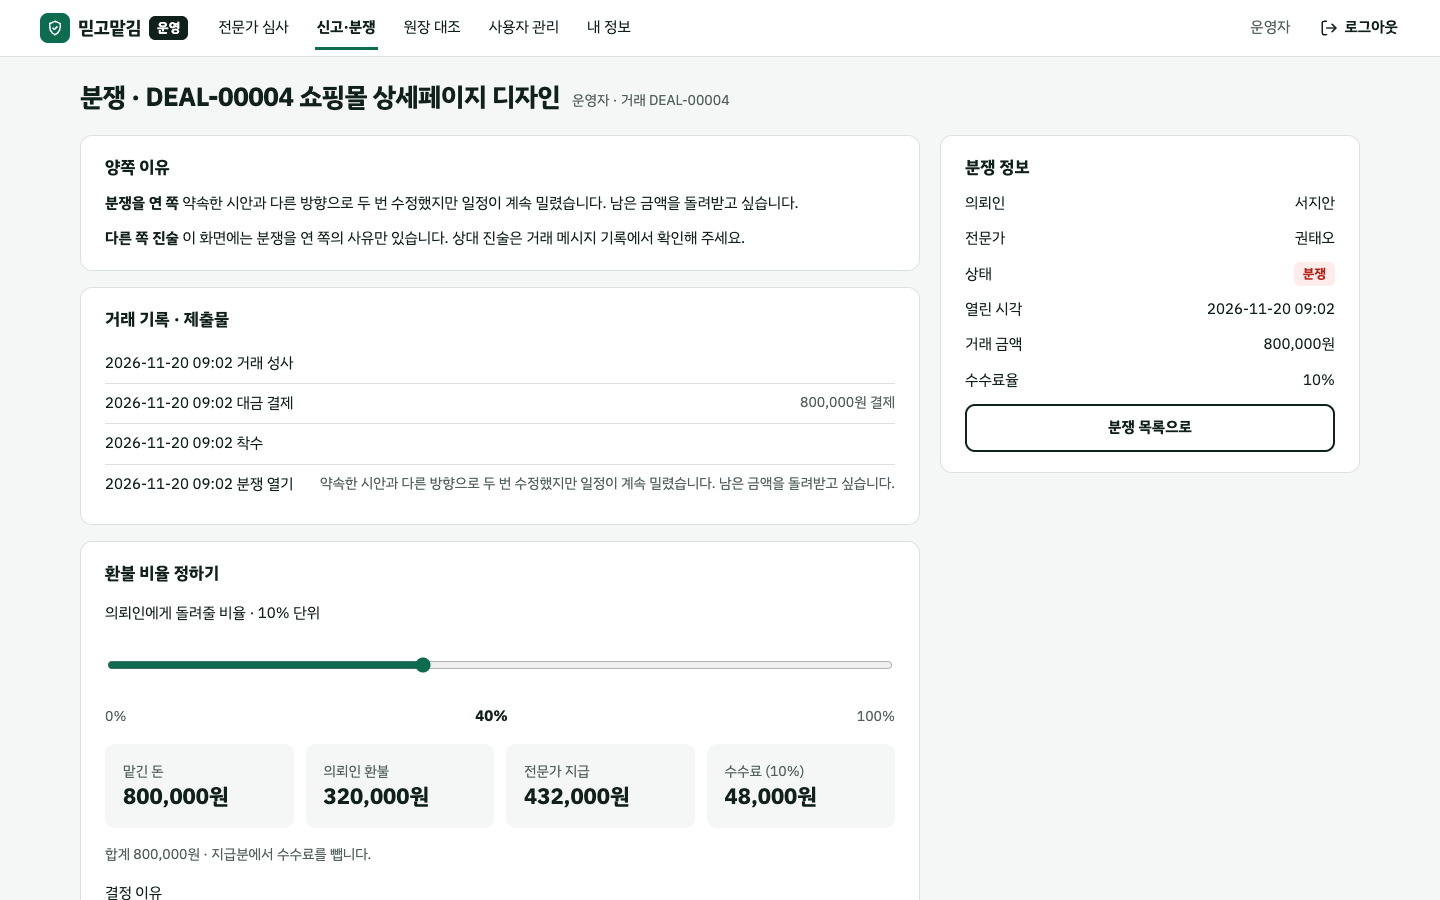 믿고맡김 운영 전문가 심사 신고·분쟁 원장 대조 사용자 관리 내 정보 운영자 로그아웃
분쟁 · DEAL-00004 쇼핑몰 상세페이지 디자인 운영자 · 거래 DEAL-00004
양쪽 이유
분쟁을 연 쪽 약속한 시안과 다른 방향으로 두 번 수정했지만 일정이 계속 밀렸습니다. 남은 금액을 돌려받고 싶습니다.
다른 쪽 진술 이 화면에는 분쟁을 연 쪽의 사유만 있습니다. 상대 진술은 거래 메시지 기록에서 확인해 주세요.
거래 기록 · 제출물
2026-11-20 09:02 거래 성사
2026-11-20 09:02 대금 결제 800,000원 결제
2026-11-20 09:02 착수
2026-11-20 09:02 분쟁 열기 약속한 시안과 다른 방향으로 두 번 수정했지만 일정이 계속 밀렸습니다. 남은 금액을 돌려받고 싶습니다.
환불 비율 정하기
의뢰인에게 돌려줄 비율 · 10% 단위
0% 40% 100%
맡긴 돈
800,000원
의뢰인 환불
320,000원
전문가 지급
432,000원
수수료 (10%)
48,000원
합계 800,000원 · 지급분에서 수수료를 뺍니다.
결정 이유
분쟁 정보
의뢰인 서지안
전문가 권태오
상태 분쟁
열린 시각 2026-11-20 09:02
거래 금액 800,000원
수수료율 10%
분쟁 목록으로